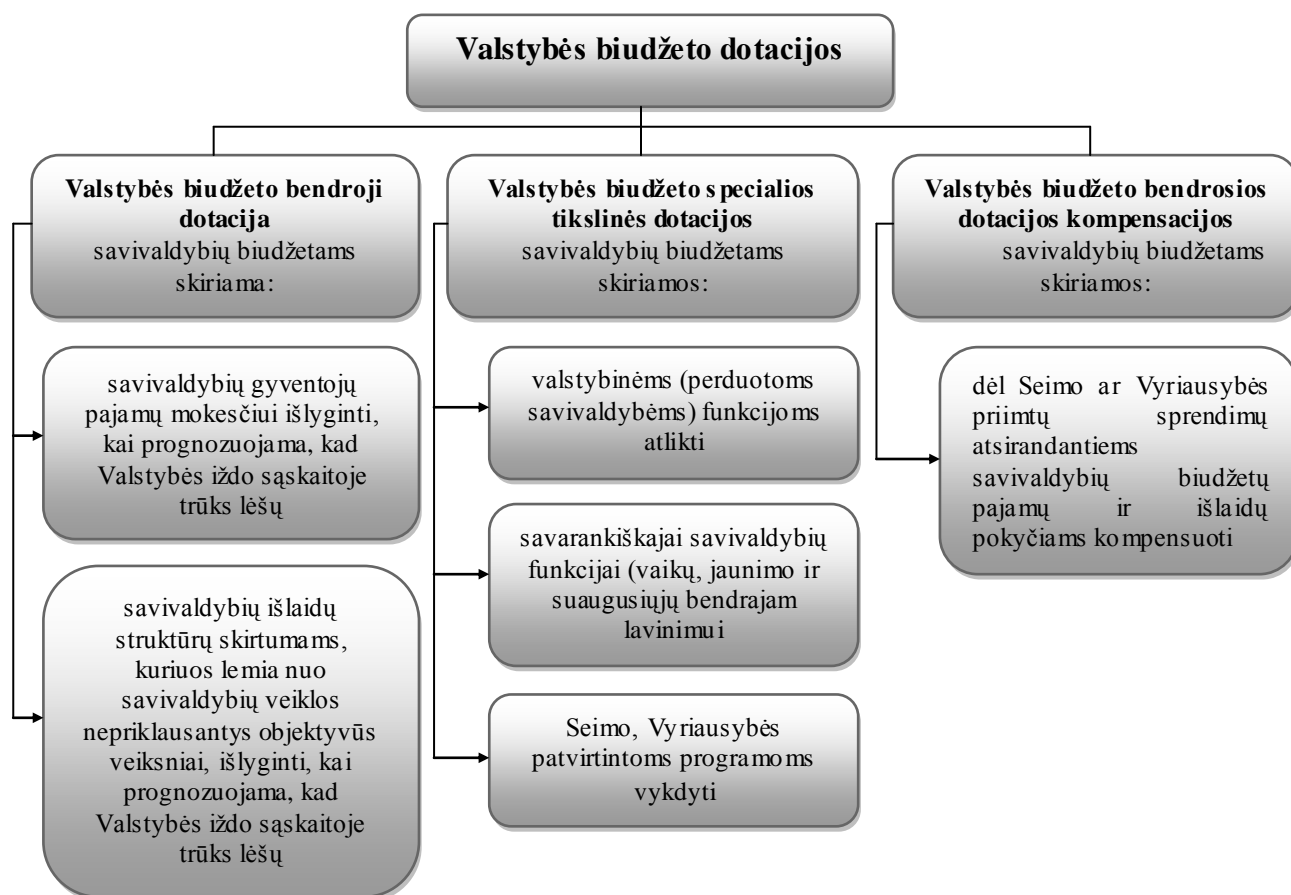 Valstybės biudžeto dotacijos
Valstybės biudžeto bendroji
dotacija
savivaldybių biudžetams
skiriama:
savivaldybių gyventojų
pajamų mokesčiui išlyginti,
kai prognozuojama, kad
Valstybės iždo sąskaitoje
trūks lėšų
savivaldybių išlaidų
struktūrų skirtumams,
kuriuos lemia nuo
savivaldybių veiklos
nepriklausantys objektyvūs
veiksniai, išlyginti, kai
prognozuojama, kad
Valstybės iždo sąskaitoje
trūks lėšų
Valstybės biudžeto specialios
tikslinės dotacijos
savivaldybių biudžetams
skiriamos:
valstybinėms (perduotoms
savivaldybėms) funkcijoms
atlikti
savarankiškajai savivaldybių
funkcijai (vaikų, jaunimo ir
suaugusiųjų bendrajam
lavinimui
Seimo, Vyriausybės
patvirtintoms programoms
vykdyti
Valstybės biudžeto bendrosios
dotacijos kompensacijos
savivaldybių biudžetams
skiriamos:
dėl Seimo ar Vyriausybės
priimtų sprendimų
atsirandantiems
savivaldybių biudžetų
pajamų ir išlaidų
pokyčiams kompensuoti